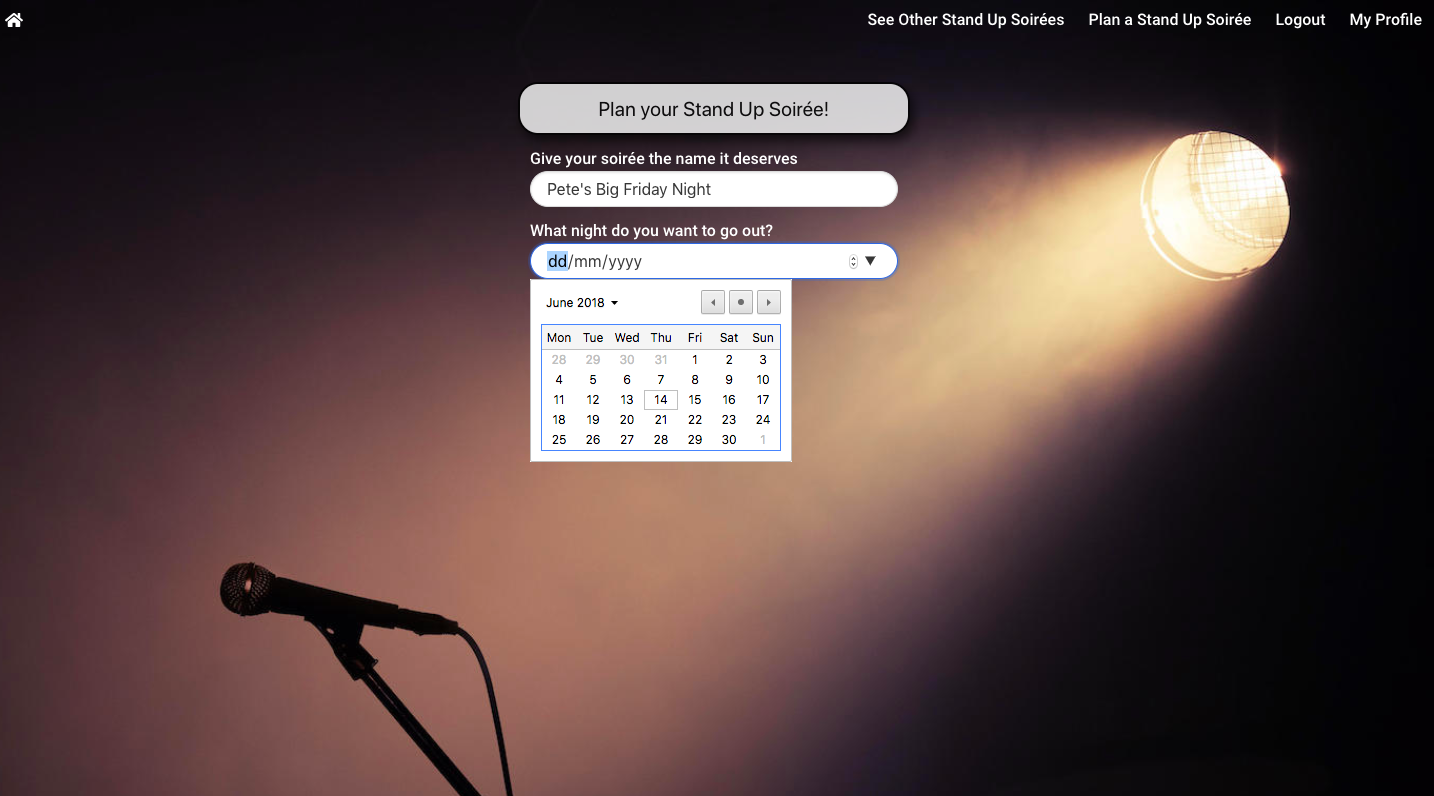 See Other Stand Up Soirées Plan a Stand Up Soirée Logout My Profile
Plan your Stand Up Soirée!
Give your soirée the name it deserves
Pete's Big Friday Night
What night do you want to go out?
dd/mm/yyyy
June 2018
Mon Tue Wed Thu Fri Sat Sun
28 29 30 31 1 2 3
4 5 6 7 8 9 10
11 12 13 14 15 16 17
18 19 20 21 22 23 24
25 26 27 28 29 30 1